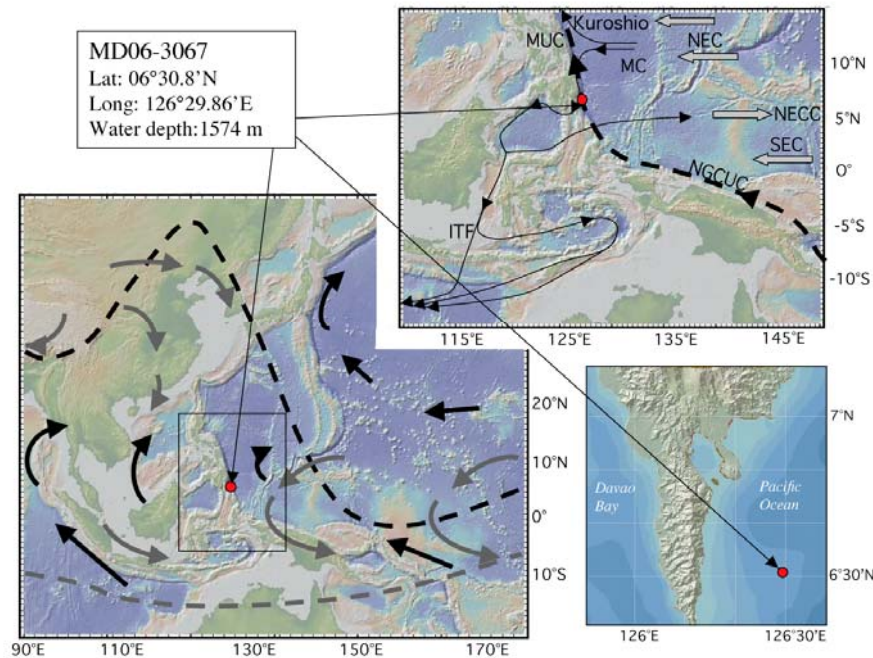 MD06-3067
Lat: 06°30.8'N
Long: 126°29.86'E
Water depth:1574 m
Kuroshio
NEC
MUC
MC
10°N
5°N
NECC
SEC
0°
NGCUC
-5°S
ITF
-10°S
115°E
125°E
135°E
145°E
20°N
10°N
0°
10°S
90°E
110°E
130°E
150°E
170°E
7°N
Davao
Bay
Pacific
Ocean
6°30'N
126°E
126°30'E